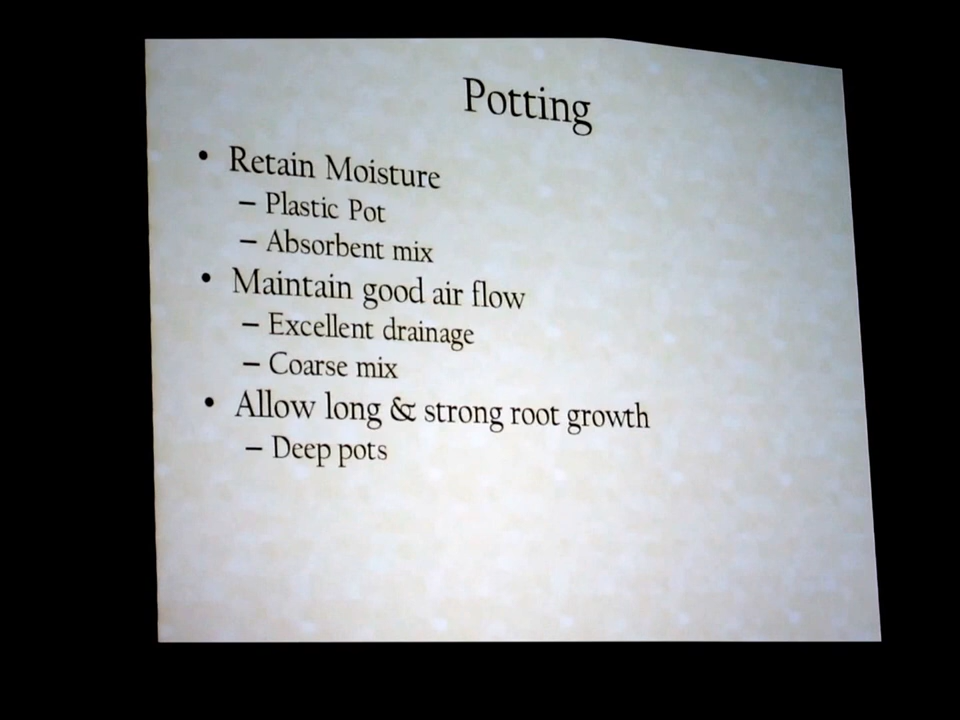 Potting
• Retain Moisture
– Plastic Pot
– Absorbent mix
• Maintain good air flow
– Excellent drainage
– Coarse mix
• Allow long & strong root growth
– Deep pots